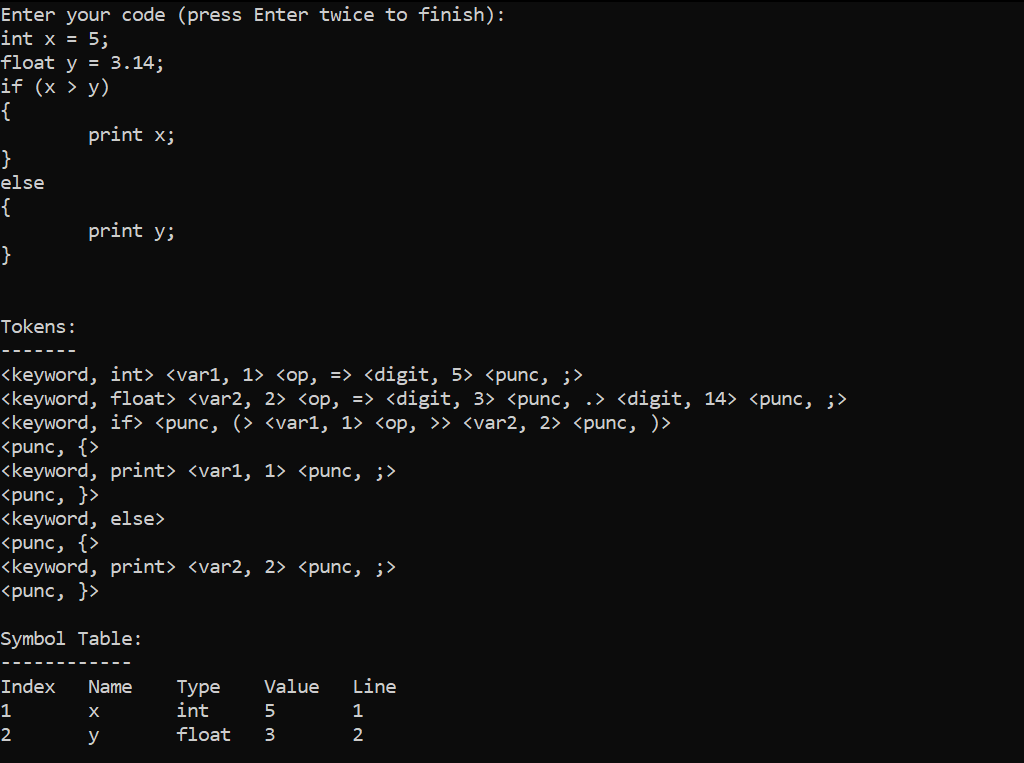 Enter your code (press Enter twice to finish):
int x = 5;
float y = 3.14;
if (x > y)
{
        print x;
}
else
{
        print y;
}
Tokens:
-------
<keyword, int> <var1, 1> <op, => <digit, 5> <punc, ;>
<keyword, float> <var2, 2> <op, => <digit, 3> <punc, .> <digit, 14> <punc, ;>
<keyword, if> <punc, (> <var1, 1> <op, >> <var2, 2> <punc, )>
<punc, {>
<keyword, print> <var1, 1> <punc, ;>
<punc, }>
<keyword, else>
<punc, {>
<keyword, print> <var2, 2> <punc, ;>
<punc, }>
Symbol Table:
------------
Index   Name    Type    Value   Line
1       x       int     5       1
2       y       float   3       2